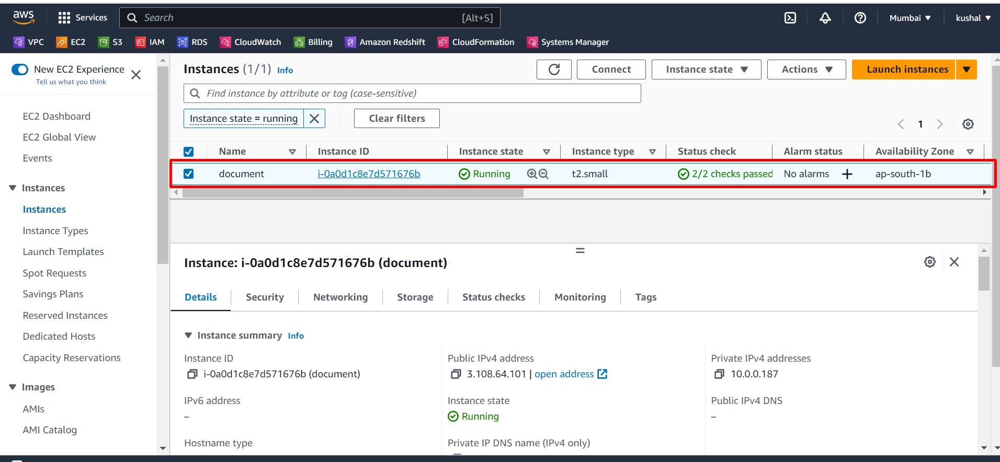 aws Services Search [Alt+S] Mumbai kushal
VPC EC2 S3 IAM RDS CloudWatch Billing Amazon Redshift CloudFormation Systems Manager
New EC2 Experience
Tell us what you think
EC2 Dashboard
EC2 Global View
Events
Instances
Instances
Instance Types
Launch Templates
Spot Requests
Savings Plans
Reserved Instances
Dedicated Hosts
Capacity Reservations
Images
AMIs
AMI Catalog
Instances (1/1) Info Connect Instance state Actions Launch instances
Find instance by attribute or tag (case-sensitive)
Instance state = running Clear filters
1
Name Instance ID Instance state Instance type Status check Alarm status Availability Zone
document i-0a0d1c8e7d571676b Running t2.small 2/2 checks passed No alarms + ap-south-1b
Instance: i-0a0d1c8e7d571676b (document)
Details Security Networking Storage Status checks Monitoring Tags
Instance summary Info
Instance ID Public IPv4 address Private IPv4 addresses
i-0a0d1c8e7d571676b (document) 3.108.64.101 | open address 10.0.0.187
IPv6 address Instance state Public IPv4 DNS
– Running –
Hostname type Private IP DNS name (IPv4 only)